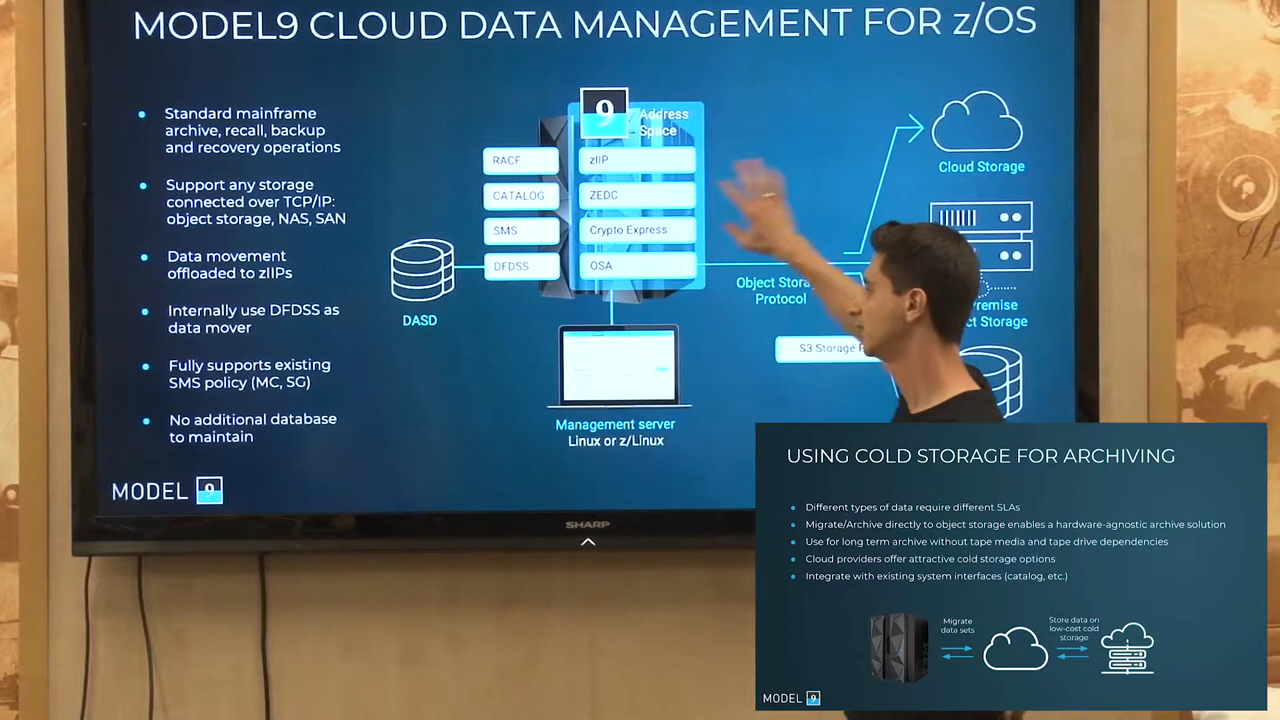 MODEL9 CLOUD DATA MANAGEMENT FOR z/OS
Standard mainframe
archive, recall, backup
and recovery operations
Support any storage
connected over TCP/IP:
object storage, NAS, SAN
Data movement
offloaded to zIIPs
Internally use DFDSS as
data mover
Fully supports existing
SMS policy (MC, SG)
No additional database
to maintain
MODEL 9
9
Address
Space
RACF
zIIP
CATALOG
ZEDC
SMS
Crypto Express
DFDSS
OSA
DASD
Management server
Linux or z/Linux
Object
Protocol
S3 Storage
Cloud Storage
Storage
SHARP
USING COLD STORAGE FOR ARCHIVING
Different types of data require different SLAs
Migrate/Archive directly to object storage enables a hardware-agnostic archive solution
Use for long term archive without tape media and tape drive dependencies
Cloud providers offer attractive cold storage options
Integrate with existing system interfaces (catalog, etc.)
Migrate
data sets
Store data on
low-cost cold
storage
MODEL 9